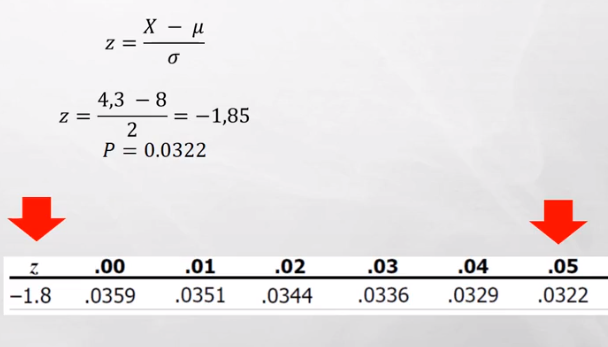 z = (X − μ) / σ
z = (4,3 − 8) / 2 = −1,85
P = 0.0322
z .00 .01 .02 .03 .04 .05
−1.8 .0359 .0351 .0344 .0336 .0329 .0322